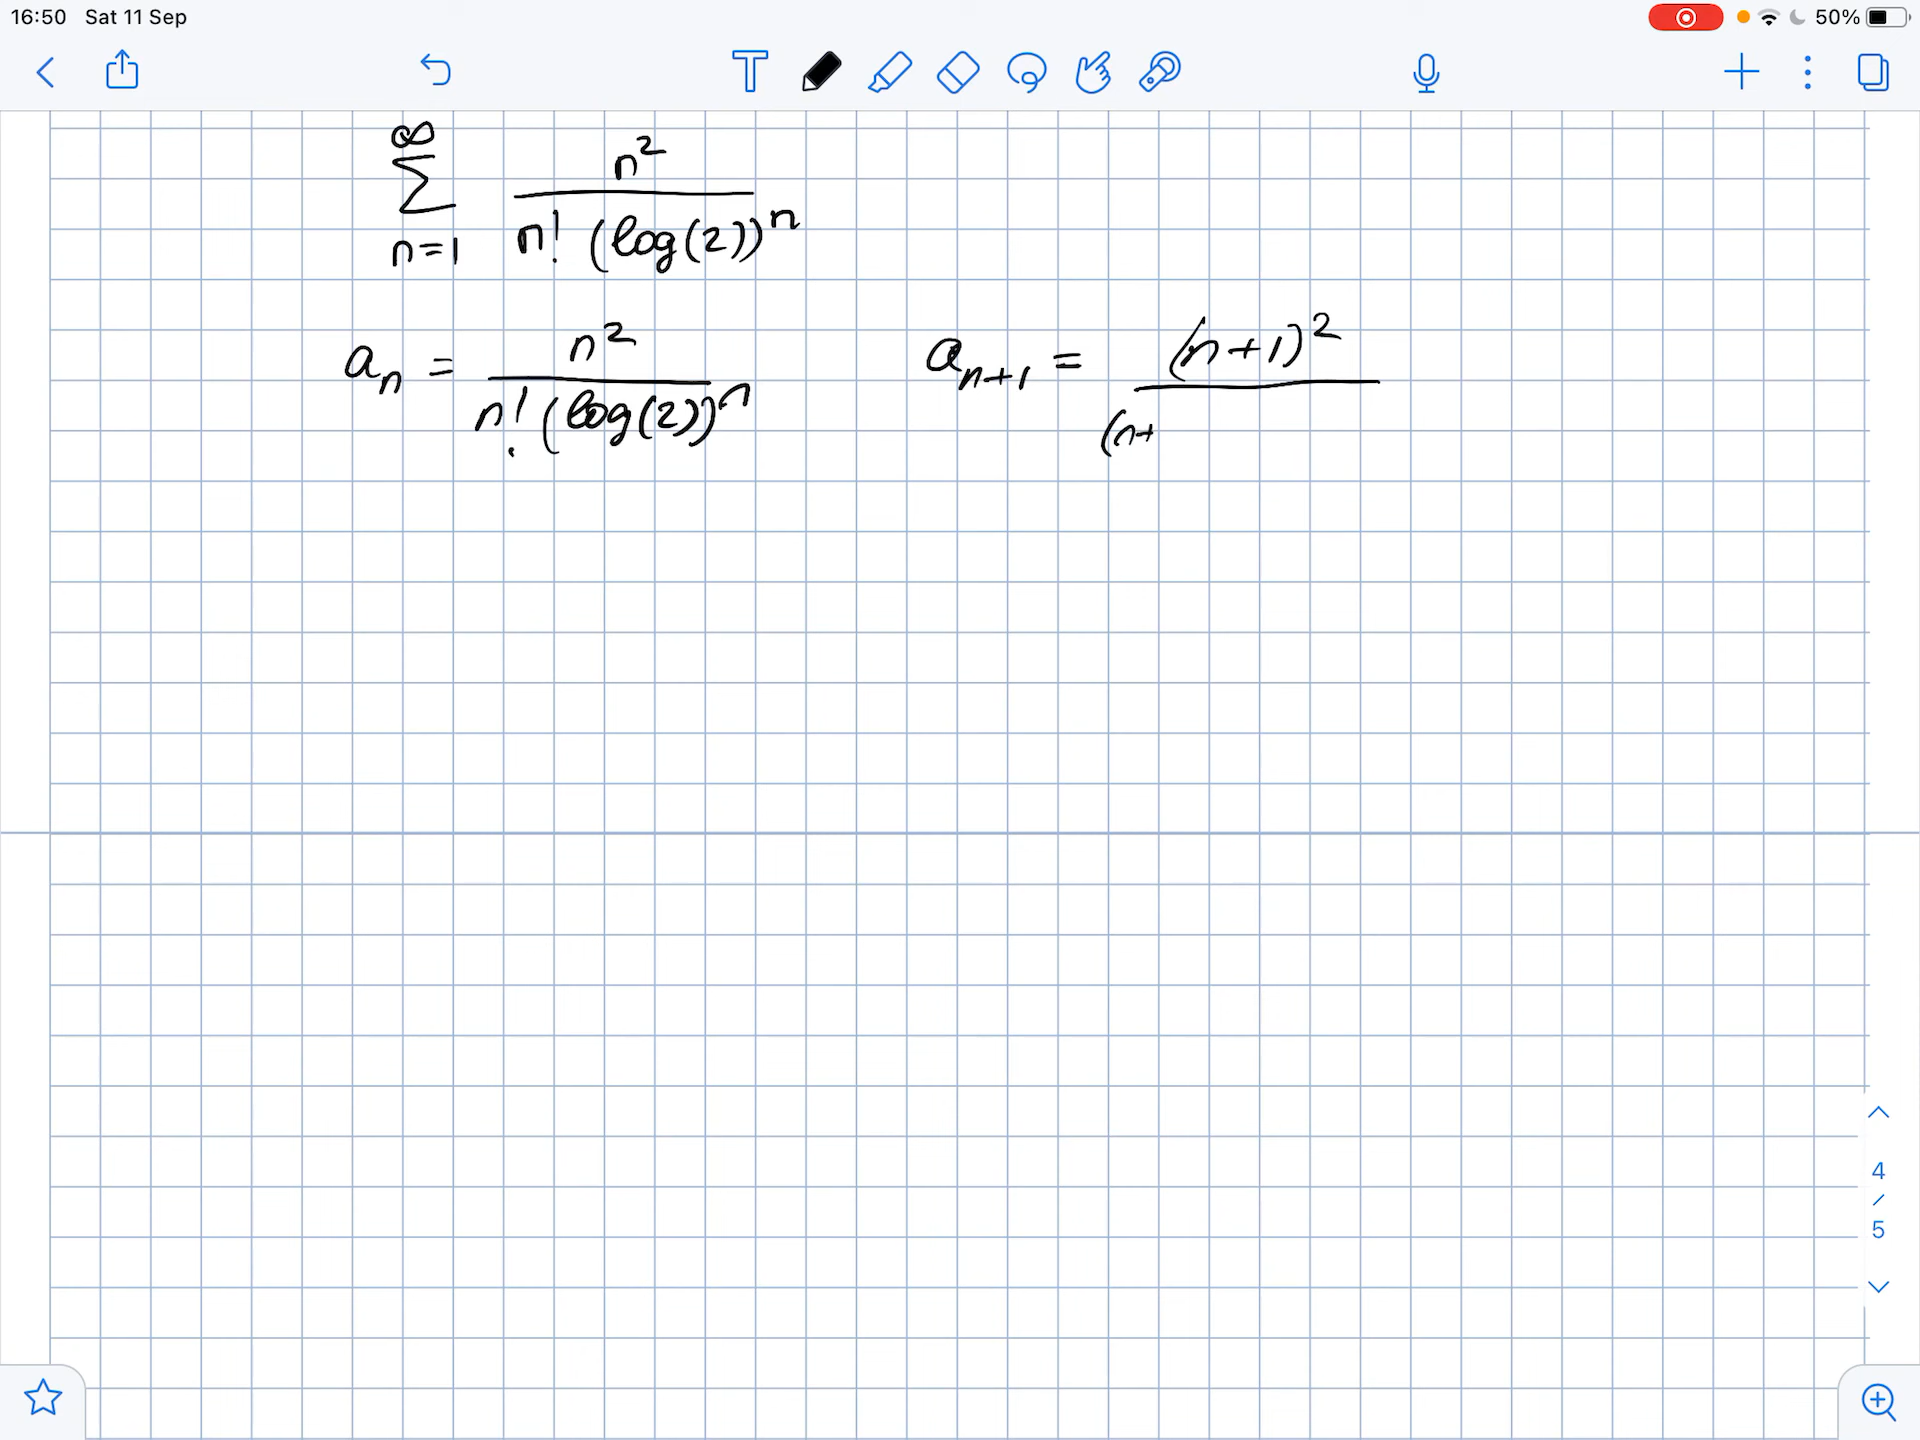 16:50 Sat 11 Sep 50%
T
∞
∑ n² / n! (log(2))ⁿ
n=1
aₙ = n² / n! (log(2))ⁿ aₙ₊₁ = (n+1)² / (n+
4
/
5